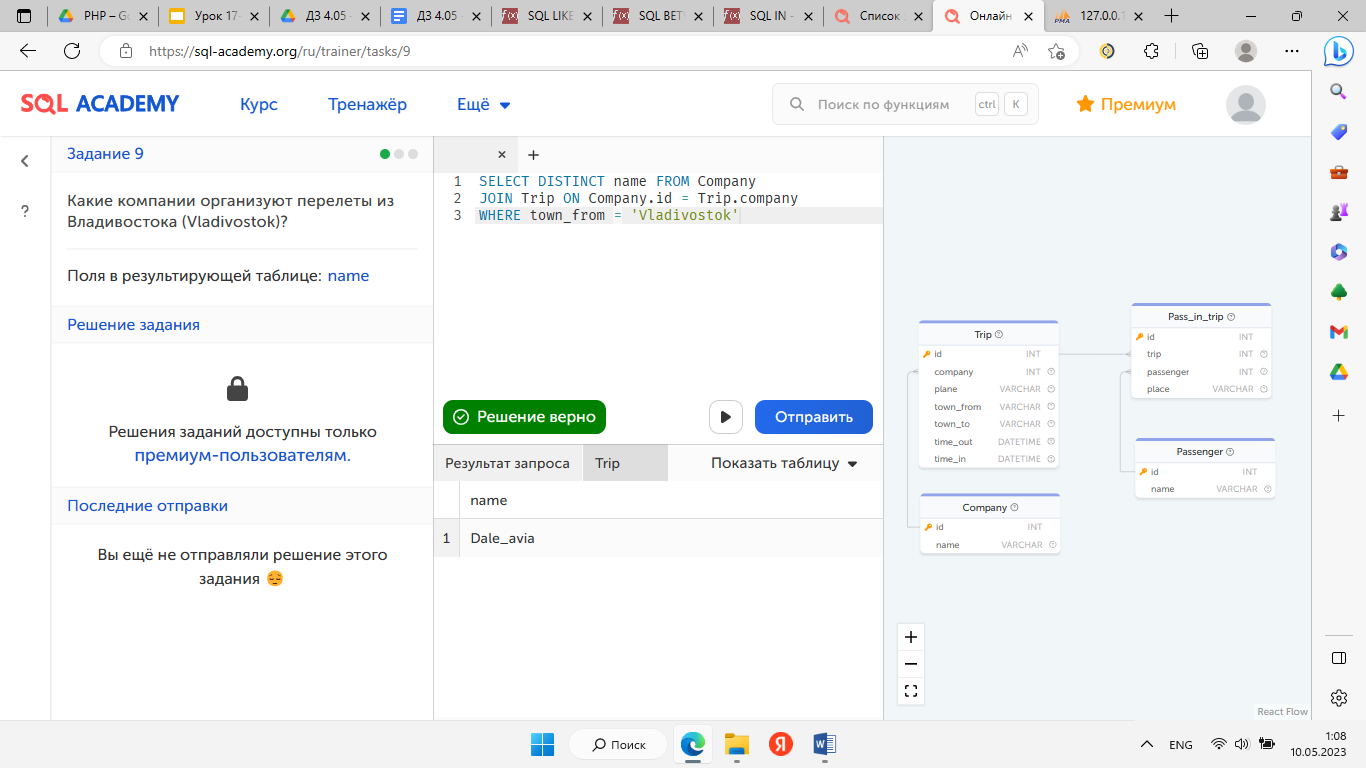 PHP – Go
Урок 17-
ДЗ 4.05 -
ДЗ 4.05 -
SQL LIKE
SQL BET
SQL IN -
Список
Онлайн
127.0.0.1
https://sql-academy.org/ru/trainer/tasks/9
SQL ACADEMY
Курс
Тренажёр
Ещё
Поиск по функциям
ctrl
K
Премиум
Задание 9
Какие компании организуют перелеты из
Владивостока (Vladivostok)?
Поля в результирующей таблице: name
Решение задания
Решения заданий доступны только
премиум-пользователям.
Последние отправки
Вы ещё не отправляли решение этого
задания
1 SELECT DISTINCT name FROM Company
2 JOIN Trip ON Company.id = Trip.company
3 WHERE town_from = 'Vladivostok'
Решение верно
Отправить
Результат запроса
Trip
Показать таблицу
name
1 Dale_avia
Trip
id INT
company INT
plane VARCHAR
town_from VARCHAR
town_to VARCHAR
time_out DATETIME
time_in DATETIME
Company
id INT
name VARCHAR
Pass_in_trip
id INT
trip INT
passenger INT
place VARCHAR
Passenger
id INT
name VARCHAR
React Flow
Поиск
ENG
1:08
10.05.2023